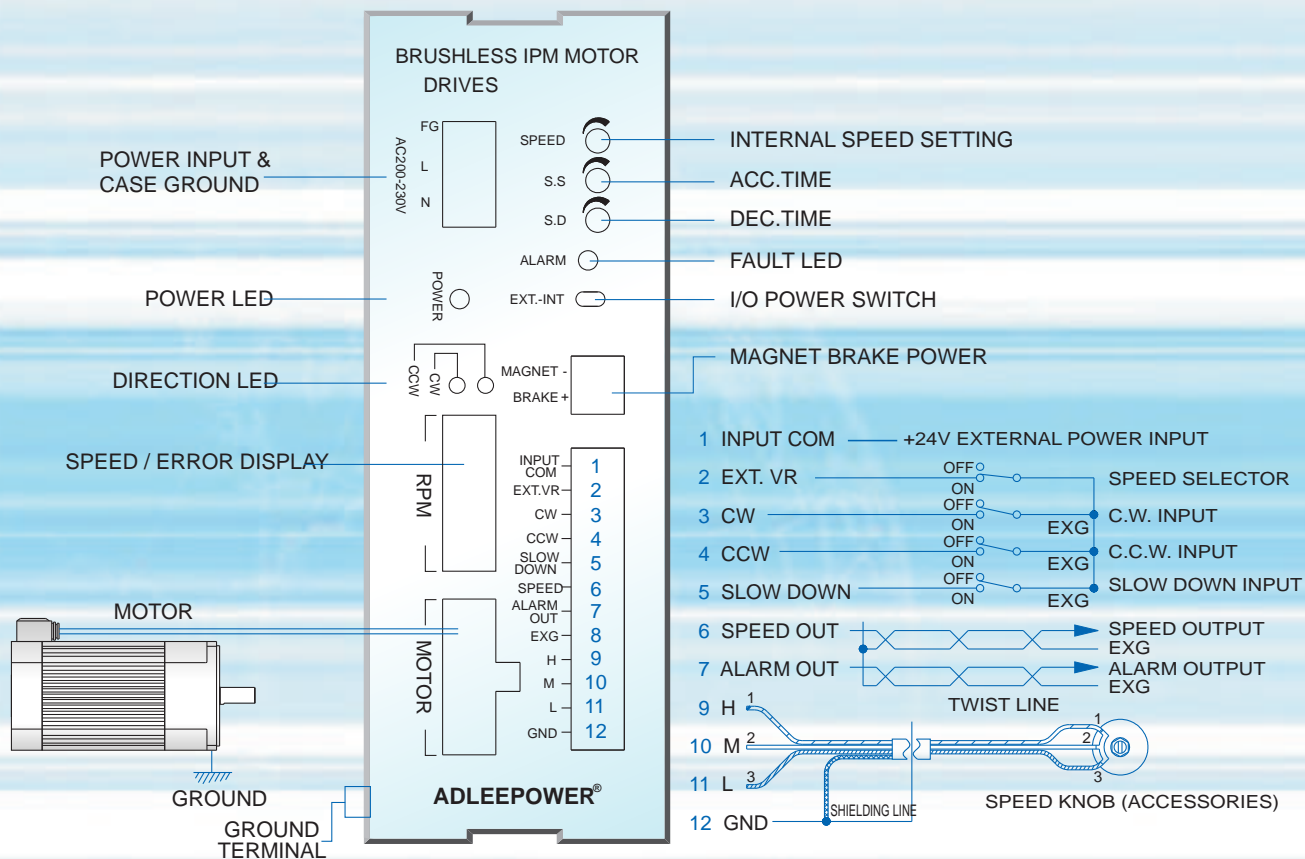 BRUSHLESS IPM MOTOR
DRIVES
FG
L
N
AC200-230V
SPEED
S.S
S.D
ALARM
EXT.-INT
POWER
CCW
CW
MAGNET -
BRAKE +
RPM
MOTOR
INPUT
COM
1
EXT.VR
2
CW
3
CCW
4
SLOW
DOWN
5
SPEED
6
ALARM
OUT
7
EXG
8
H
9
M
10
L
11
GND
12
ADLEEPOWER®
POWER INPUT &
CASE GROUND
POWER LED
DIRECTION LED
SPEED / ERROR DISPLAY
MOTOR
GROUND
GROUND
TERMINAL
INTERNAL SPEED SETTING
ACC.TIME
DEC.TIME
FAULT LED
I/O POWER SWITCH
MAGNET BRAKE POWER
1 INPUT COM +24V EXTERNAL POWER INPUT
2 EXT. VR OFF ON SPEED SELECTOR
3 CW OFF ON EXG C.W. INPUT
4 CCW OFF ON EXG C.C.W. INPUT
5 SLOW DOWN OFF ON EXG SLOW DOWN INPUT
6 SPEED OUT SPEED OUTPUT
EXG
7 ALARM OUT ALARM OUTPUT
EXG
TWIST LINE
9 H 1 1
10 M 2 2
11 L 3 3
SPEED KNOB (ACCESSORIES)
12 GND SHIELDING LINE